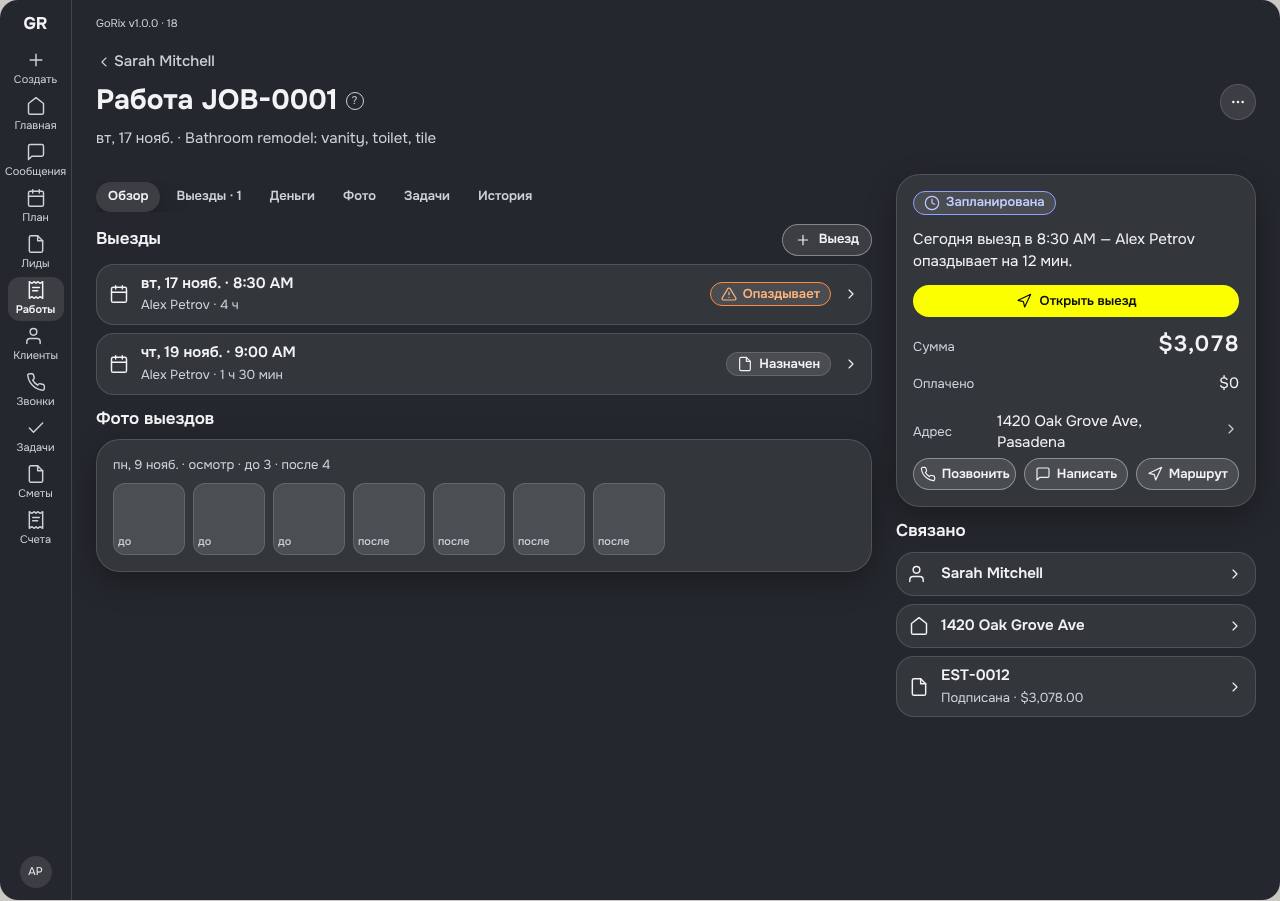 GR
GoRix v1.0.0 · 18
Создать
Главная
Сообщения
План
Лиды
Работы
Клиенты
Звонки
Задачи
Сметы
Счета
AP
Sarah Mitchell
Работа JOB-0001 ?
вт, 17 нояб. · Bathroom remodel: vanity, toilet, tile
Обзор Выезды · 1 Деньги Фото Задачи История
Выезды
Выезд
вт, 17 нояб. · 8:30 AM
Alex Petrov · 4 ч
Опаздывает
чт, 19 нояб. · 9:00 AM
Alex Petrov · 1 ч 30 мин
Назначен
Фото выездов
пн, 9 нояб. · осмотр · до 3 · после 4
до до до после после после после
Запланирована
Сегодня выезд в 8:30 AM — Alex Petrov
опаздывает на 12 мин.
Открыть выезд
Сумма $3,078
Оплачено $0
Адрес 1420 Oak Grove Ave,
Pasadena
Позвонить Написать Маршрут
Связано
Sarah Mitchell
1420 Oak Grove Ave
EST-0012
Подписана · $3,078.00